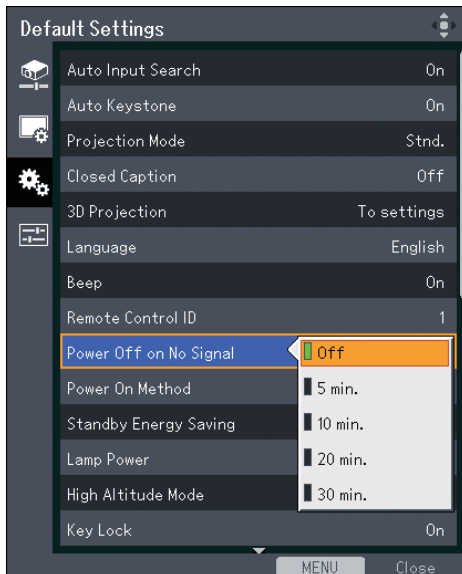 Default Settings
Auto Input Search On
Auto Keystone On
Projection Mode Stnd.
Closed Caption Off
3D Projection To settings
Language English
Beep On
Remote Control ID 1
Power Off on No Signal Off
Power On Method 5 min.
Standby Energy Saving 10 min.
Lamp Power 20 min.
High Altitude Mode 30 min.
Key Lock On
MENU Close